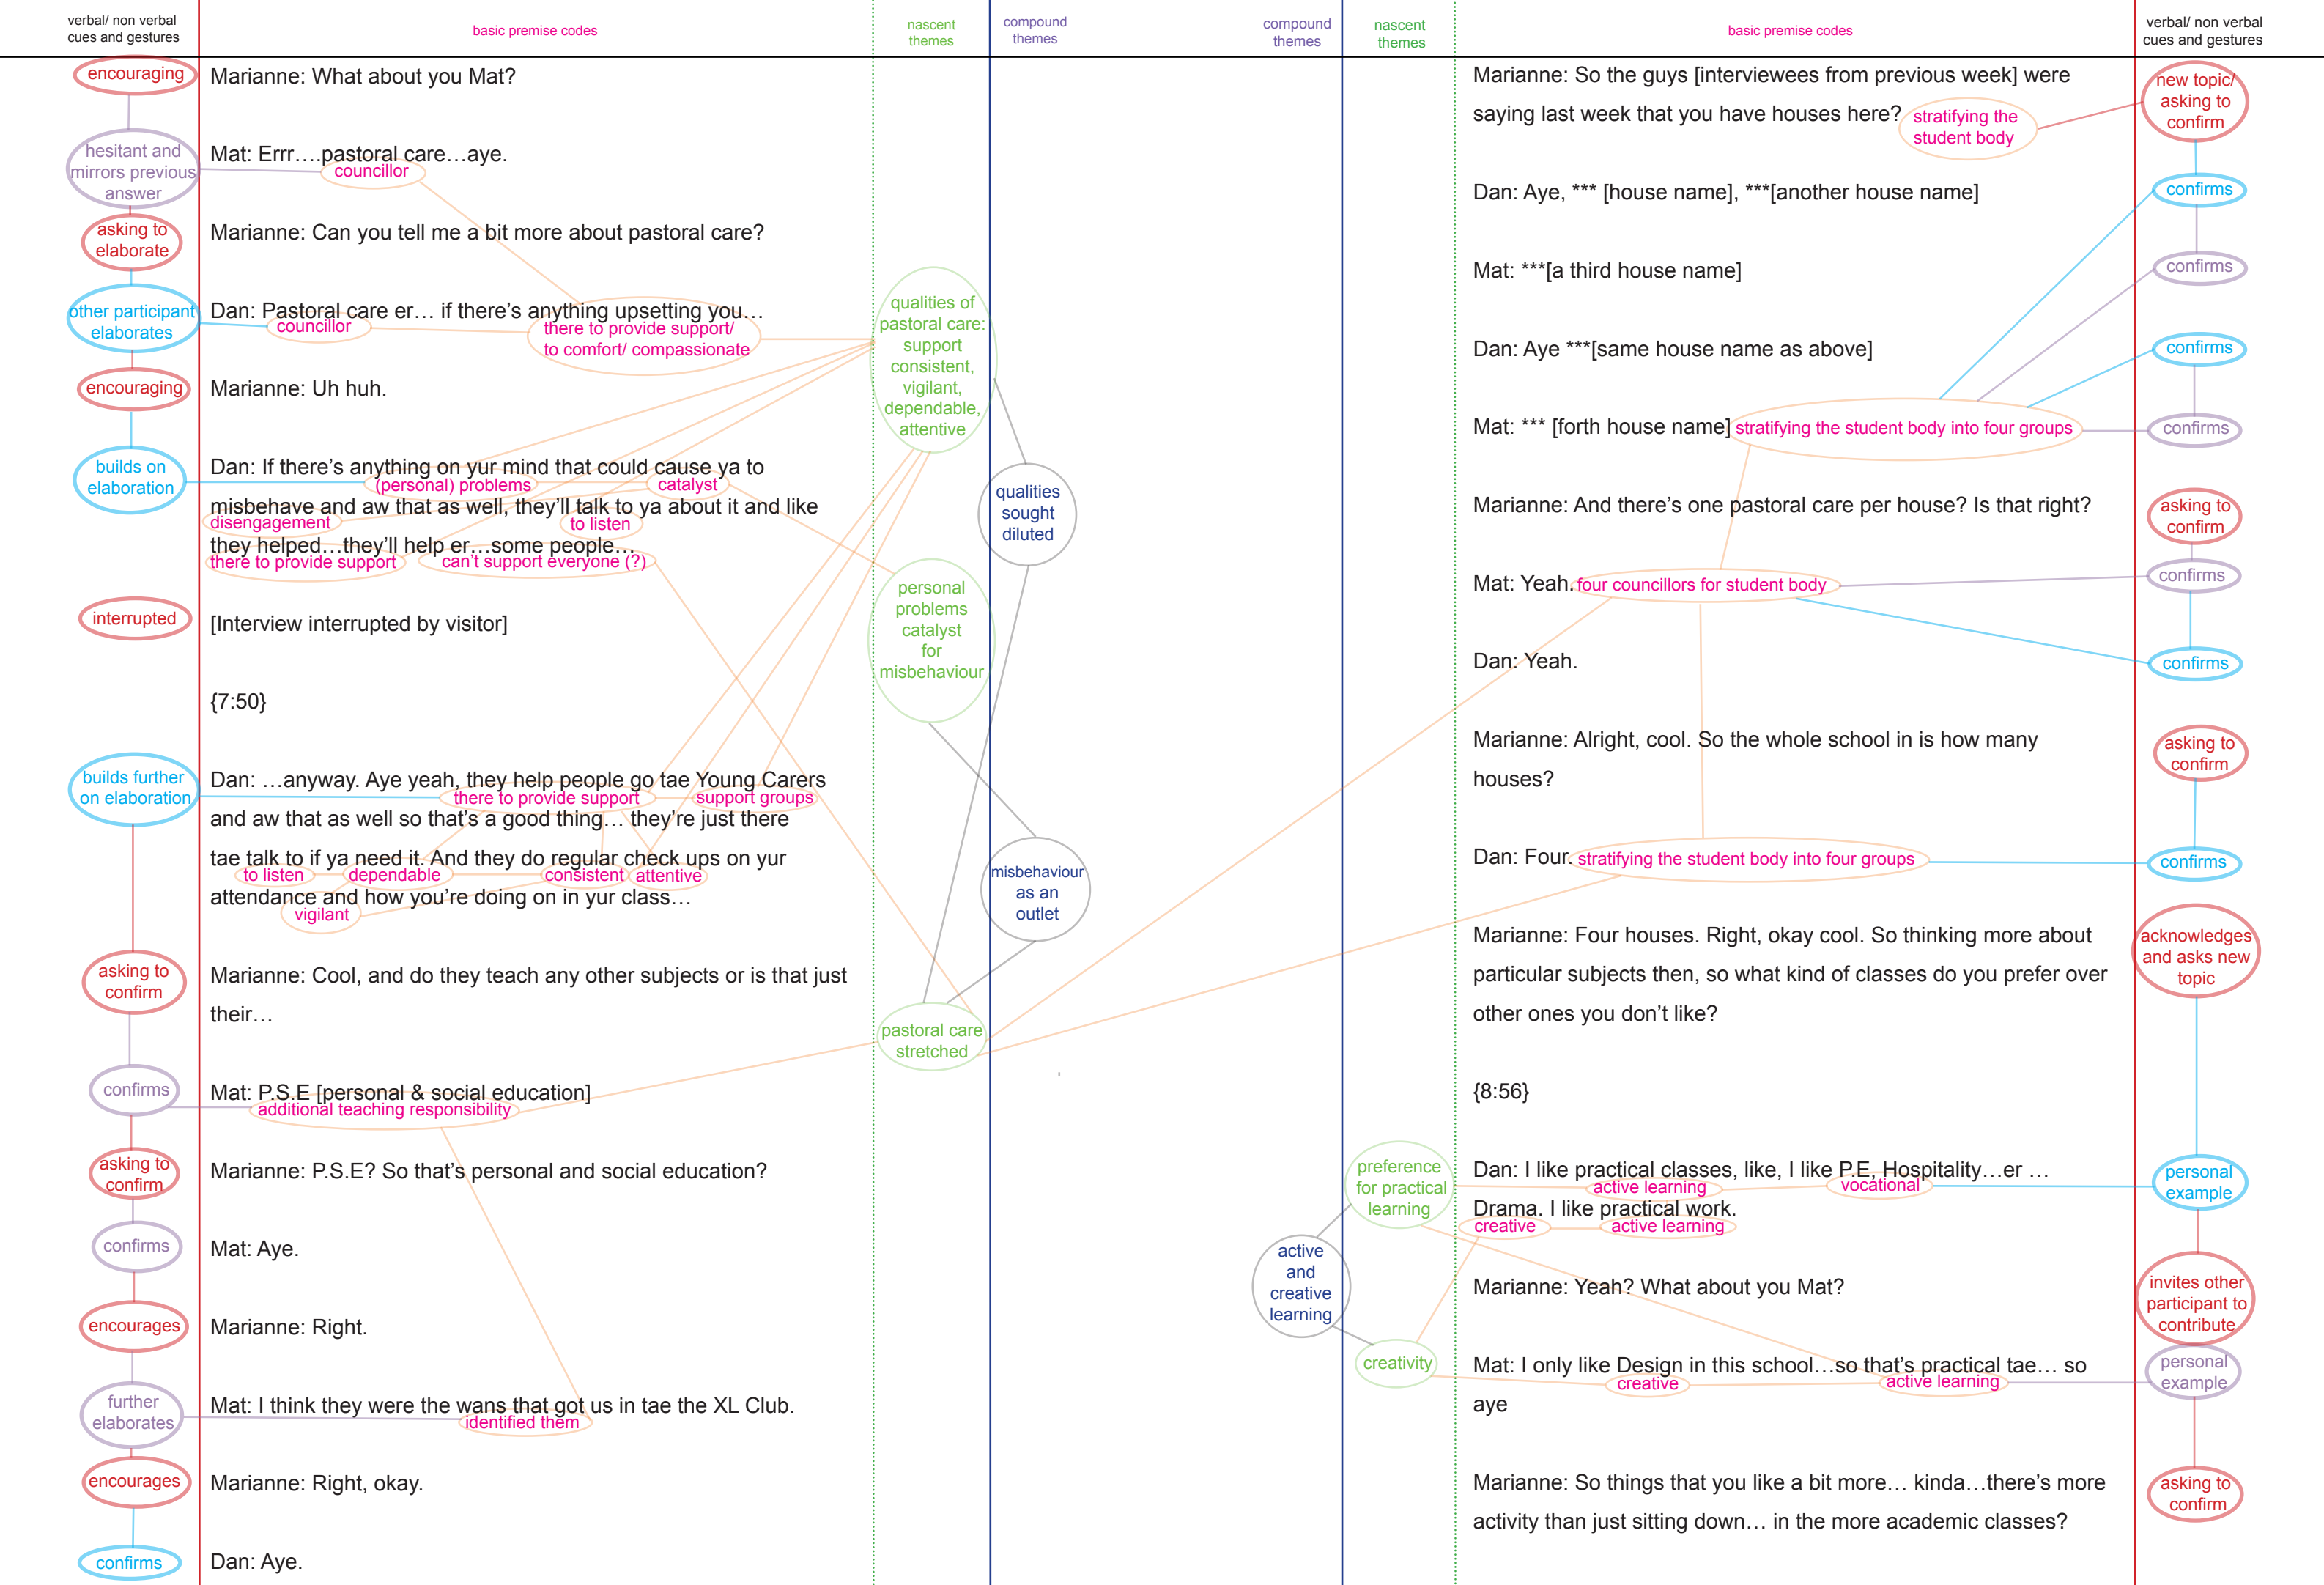 verbal/ non verbal
cues and gestures
basic premise codes
nascent
themes
compound
themes
encouraging
Marianne: What about you Mat?
hesitant and
mirrors previous
answer
Mat: Errr….pastoral care…aye.
councillor
asking to
elaborate
Marianne: Can you tell me a bit more about pastoral care?
other participant
elaborates
Dan: Pastoral care er… if there’s anything upsetting you…
councillor
there to provide support/
to comfort/ compassionate
encouraging
Marianne: Uh huh.
builds on
elaboration
Dan: If there’s anything on yur mind that could cause ya to
(personal) problems
catalyst
misbehave and aw that as well, they’ll talk to ya about it and like
disengagement
to listen
they helped…they’ll help er…some people…
there to provide support
can’t support everyone (?)
interrupted
[Interview interrupted by visitor]
{7:50}
builds further
on elaboration
Dan: …anyway. Aye yeah, they help people go tae Young Carers
there to provide support
support groups
and aw that as well so that’s a good thing… they’re just there
tae talk to if ya need it. And they do regular check ups on yur
to listen
dependable
consistent
attentive
attendance and how you’re doing on in yur class…
vigilant
asking to
confirm
Marianne: Cool, and do they teach any other subjects or is that just
their…
confirms
Mat: P.S.E [personal & social education]
additional teaching responsibility
asking to
confirm
Marianne: P.S.E? So that’s personal and social education?
confirms
Mat: Aye.
encourages
Marianne: Right.
further
elaborates
Mat: I think they were the wans that got us in tae the XL Club.
identified them
encourages
Marianne: Right, okay.
confirms
Dan: Aye.
qualities of
pastoral care:
support
consistent,
vigilant,
dependable,
attentive
personal
problems
catalyst
for
misbehaviour
pastoral care
stretched
qualities
sought
diluted
misbehaviour
as an
outlet
compound
themes
nascent
themes
basic premise codes
verbal/ non verbal
cues and gestures
active
and
creative
learning
preference
for practical
learning
creativity
Marianne: So the guys [interviewees from previous week] were
saying last week that you have houses here?
stratifying the
student body
new topic/
asking to
confirm
Dan: Aye, *** [house name], ***[another house name]
confirms
Mat: ***[a third house name]
confirms
Dan: Aye ***[same house name as above]
confirms
Mat: *** [forth house name]
stratifying the student body into four groups
confirms
Marianne: And there’s one pastoral care per house? Is that right?
asking to
confirm
Mat: Yeah.
four councillors for student body
confirms
Dan: Yeah.
confirms
Marianne: Alright, cool. So the whole school in is how many
houses?
asking to
confirm
Dan: Four.
stratifying the student body into four groups
confirms
Marianne: Four houses. Right, okay cool. So thinking more about
particular subjects then, so what kind of classes do you prefer over
other ones you don’t like?
acknowledges
and asks new
topic
{8:56}
Dan: I like practical classes, like, I like P.E, Hospitality…er …
active learning
vocational
personal
example
Drama. I like practical work.
creative
active learning
Marianne: Yeah? What about you Mat?
invites other
participant to
contribute
Mat: I only like Design in this school…so that’s practical tae… so
creative
active learning
aye
personal
example
Marianne: So things that you like a bit more… kinda…there’s more
activity than just sitting down… in the more academic classes?
asking to
confirm